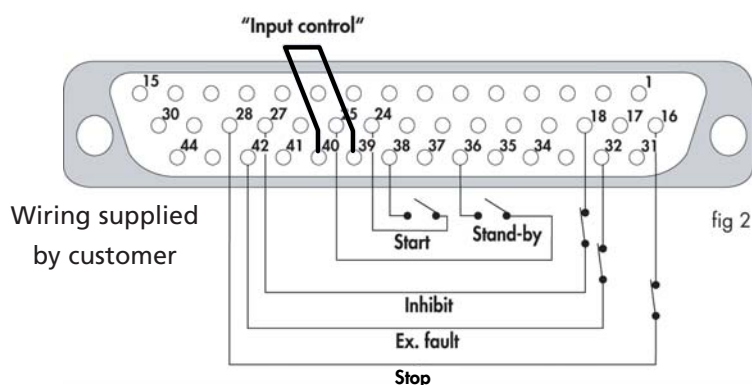 "Input control"
15 1
30 28 27 25 24 18 17 16
44 42 41 40 39 38 37 36 35 34 32 31
Wiring supplied
by customer
fig 2
Start
Stand-by
Inhibit
Ex. fault
Stop